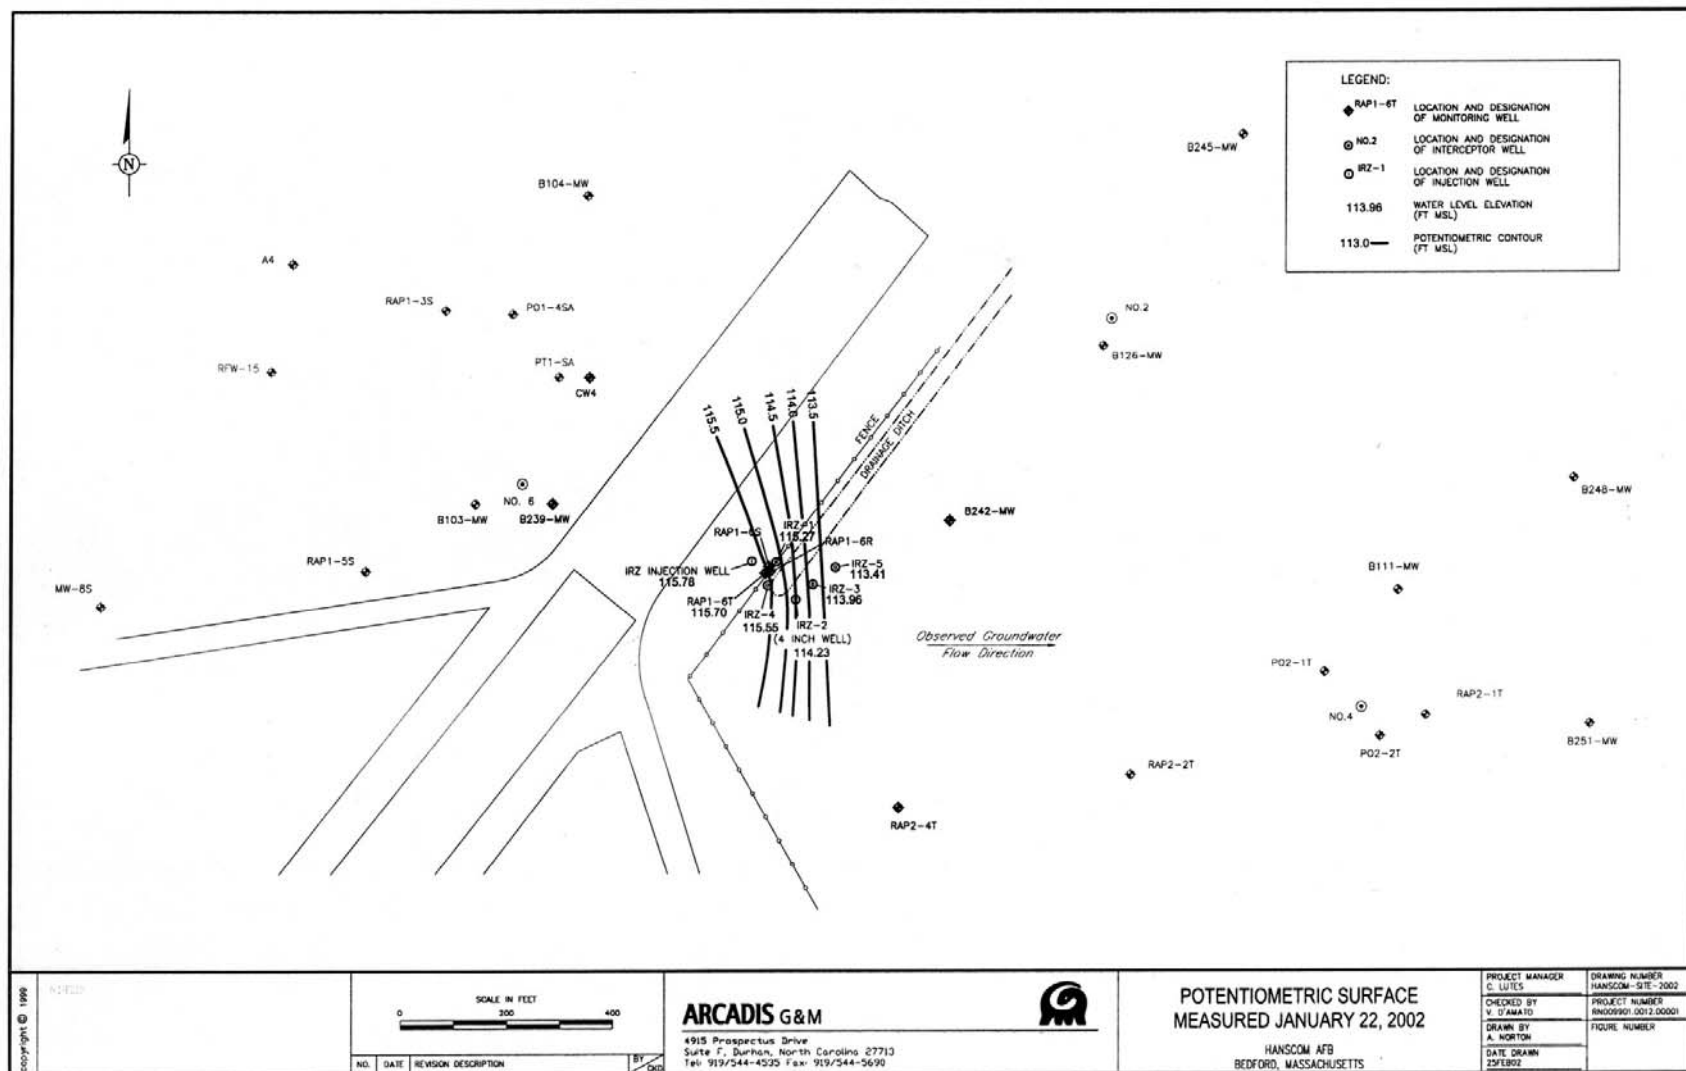 LEGEND:
RAP1-6T LOCATION AND DESIGNATION
OF MONITORING WELL
NO.2 LOCATION AND DESIGNATION
OF INTERCEPTOR WELL
IRZ-1 LOCATION AND DESIGNATION
OF INJECTION WELL
113.96 WATER LEVEL ELEVATION
(FT MSL)
113.0 POTENTIOMETRIC CONTOUR
(FT MSL)
N
B245-MW
B104-MW
A4
RAP1-3S
PO1-4SA
NO.2
B126-MW
RFW-15
PT1-SA
CW4
115.5
115.0
114.5
114.0
113.5
FENCE
DRAINAGE DITCH
NO. 6
B103-MW
B239-MW
B242-MW
B248-MW
RAP1-6S
IRZ-1
115.27
RAP1-6R
RAP1-5S
IRZ INJECTION WELL
115.78
IRZ-5
113.41
B111-MW
MW-8S
RAP1-6T
115.70
IRZ-4
115.55
IRZ-3
113.96
IRZ-2
(4 INCH WELL)
114.23
Observed Groundwater
Flow Direction
PO2-1T
RAP2-1T
NO.4
PO2-2T
B251-MW
RAP2-2T
RAP2-4T
copyright © 1999
SCALE IN FEET
0 200 400
NO. DATE REVISION DESCRIPTION BY CKD
ARCADIS G&M
4915 Prospectus Drive
Suite F, Durham, North Carolina 27713
Tel: 919/544-4535 Fax: 919/544-5690
POTENTIOMETRIC SURFACE
MEASURED JANUARY 22, 2002
HANSCOM AFB
BEDFORD, MASSACHUSETTS
PROJECT MANAGER
C. LUTES
DRAWING NUMBER
HANSCOM-SITE-2002
CHECKED BY
V. D'AMATO
PROJECT NUMBER
RN009901.0012.00001
DRAWN BY
A. NORTON
FIGURE NUMBER
DATE DRAWN
25FEB02